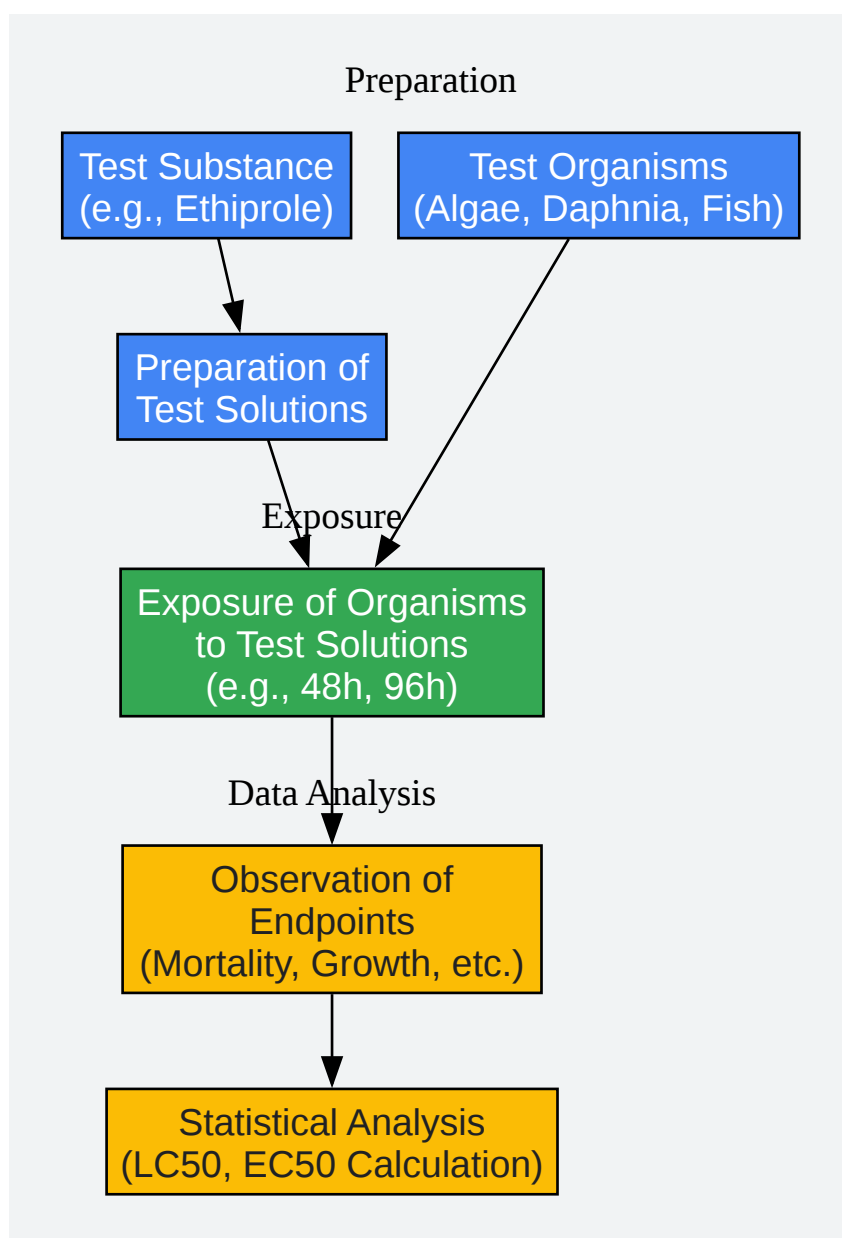 Preparation
Test Substance
(e.g., Ethiprole)
Test Organisms
(Algae, Daphnia, Fish)
Preparation of
Test Solutions
Exposure
Exposure of Organisms
to Test Solutions
(e.g., 48h, 96h)
Data Analysis
Observation of
Endpoints
(Mortality, Growth, etc.)
Statistical Analysis
(LC50, EC50 Calculation)